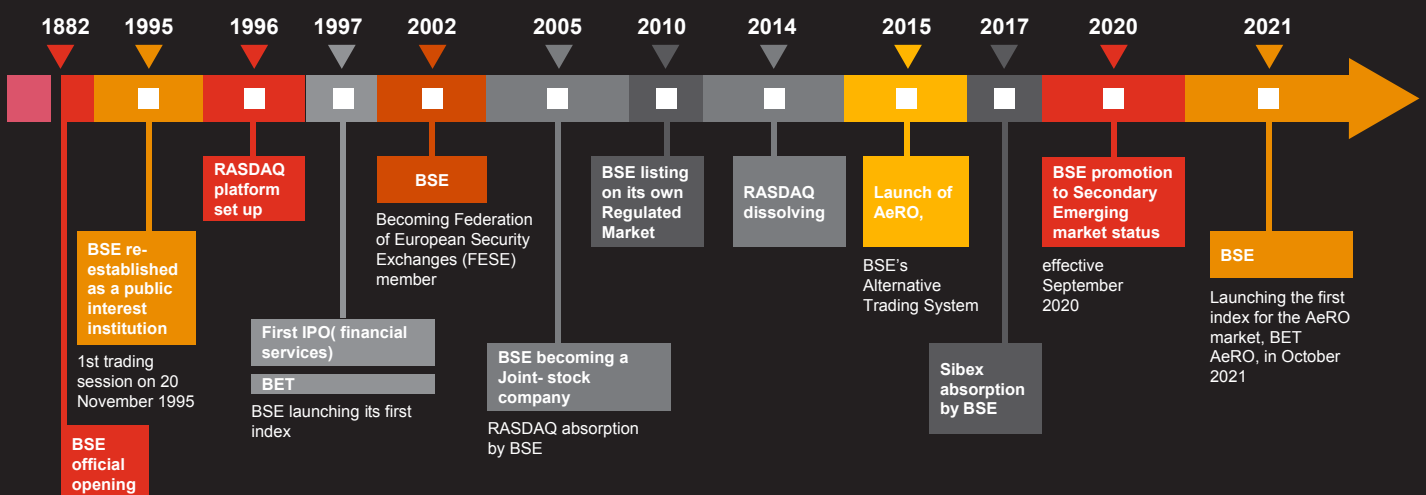 1882
1995
1996
1997
2002
2005
2010
2014
2015
2017
2020
2021
BSE
official
opening
BSE re-
established
as a public
interest
institution
1st trading
session on 20
November 1995
RASDAQ
platform
set up
First IPO( financial
services)
BET
BSE launching its first
index
BSE
Becoming Federation
of European Security
Exchanges (FESE)
member
BSE becoming a
Joint- stock
company
RASDAQ absorption
by BSE
BSE listing
on its own
Regulated
Market
RASDAQ
dissolving
Launch of
AeRO,
BSE’s
Alternative
Trading System
Sibex
absorption
by BSE
BSE promotion
to Secondary
Emerging
market status
effective
September
2020
BSE
Launching the first
index for the AeRO
market, BET
AeRO, in October
2021